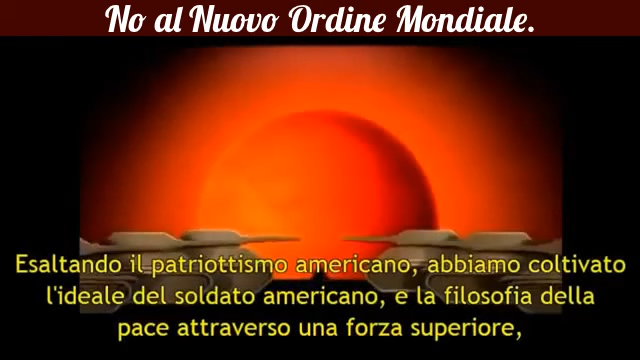 No al Nuovo Ordine Mondiale.
Esaltando il patriottismo americano, abbiamo coltivato
l'ideale del soldato americano, e la filosofia della
pace attraverso una forza superiore,